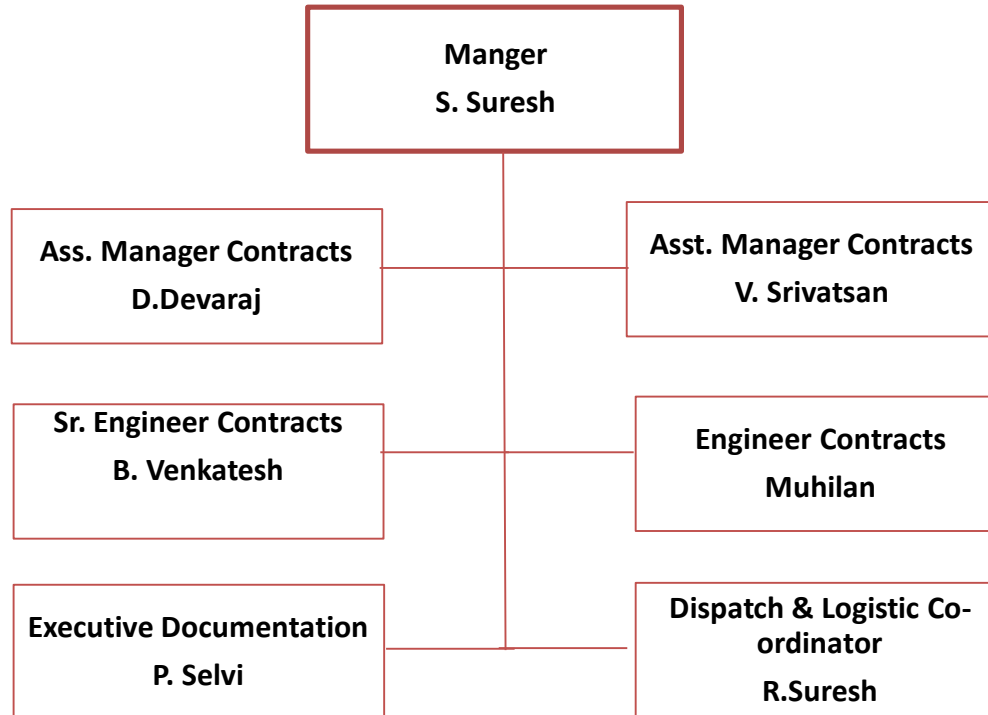 Manger
S. Suresh
Ass. Manager Contracts
D.Devaraj
Asst. Manager Contracts
V. Srivatsan
Sr. Engineer Contracts
B. Venkatesh
Engineer Contracts
Muhilan
Executive Documentation
P. Selvi
Dispatch & Logistic Co-
ordinator
R.Suresh